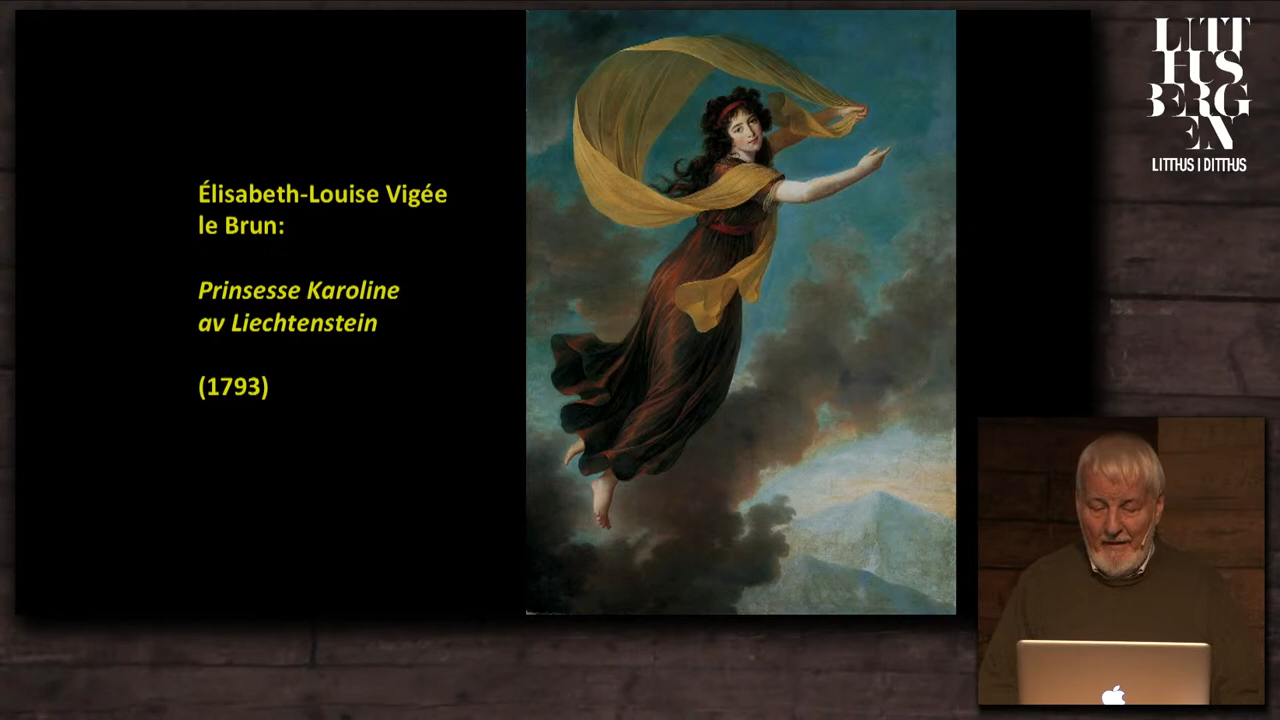 Élisabeth-Louise Vigée
le Brun:
Prinsesse Karoline
av Liechtenstein
(1793)
LITT
HUS
BERG
EN
LITTHUS I DITTHUS